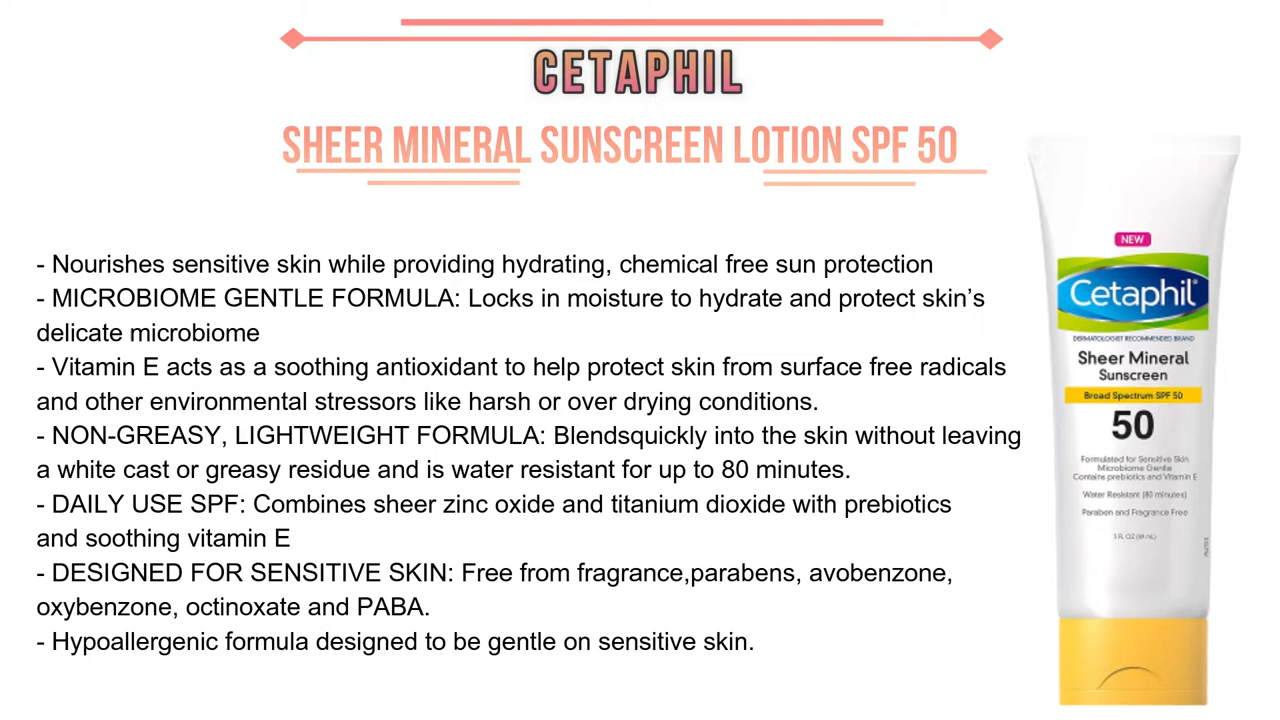 CETAPHIL
SHEER MINERAL SUNSCREEN LOTION SPF 50
- Nourishes sensitive skin while providing hydrating, chemical free sun protection
- MICROBIOME GENTLE FORMULA: Locks in moisture to hydrate and protect skin's
delicate microbiome
- Vitamin E acts as a soothing antioxidant to help protect skin from surface free radicals
and other environmental stressors like harsh or over drying conditions.
- NON-GREASY, LIGHTWEIGHT FORMULA: Blendsquickly into the skin without leaving
a white cast or greasy residue and is water resistant for up to 80 minutes.
- DAILY USE SPF: Combines sheer zinc oxide and titanium dioxide with prebiotics
and soothing vitamin E
- DESIGNED FOR SENSITIVE SKIN: Free from fragrance,parabens, avobenzone,
oxybenzone, octinoxate and PABA.
- Hypoallergenic formula designed to be gentle on sensitive skin.
NEW
Cetaphil®
DERMATOLOGIST RECOMMENDED BRAND
Sheer Mineral
Sunscreen
Broad Spectrum SPF 50
50
Formulated for Sensitive Skin
Microbiome Gentle
Contains prebiotics and Vitamin E
Water Resistant (80 minutes)
Paraben and Fragrance Free
3 FL OZ (89 mL)